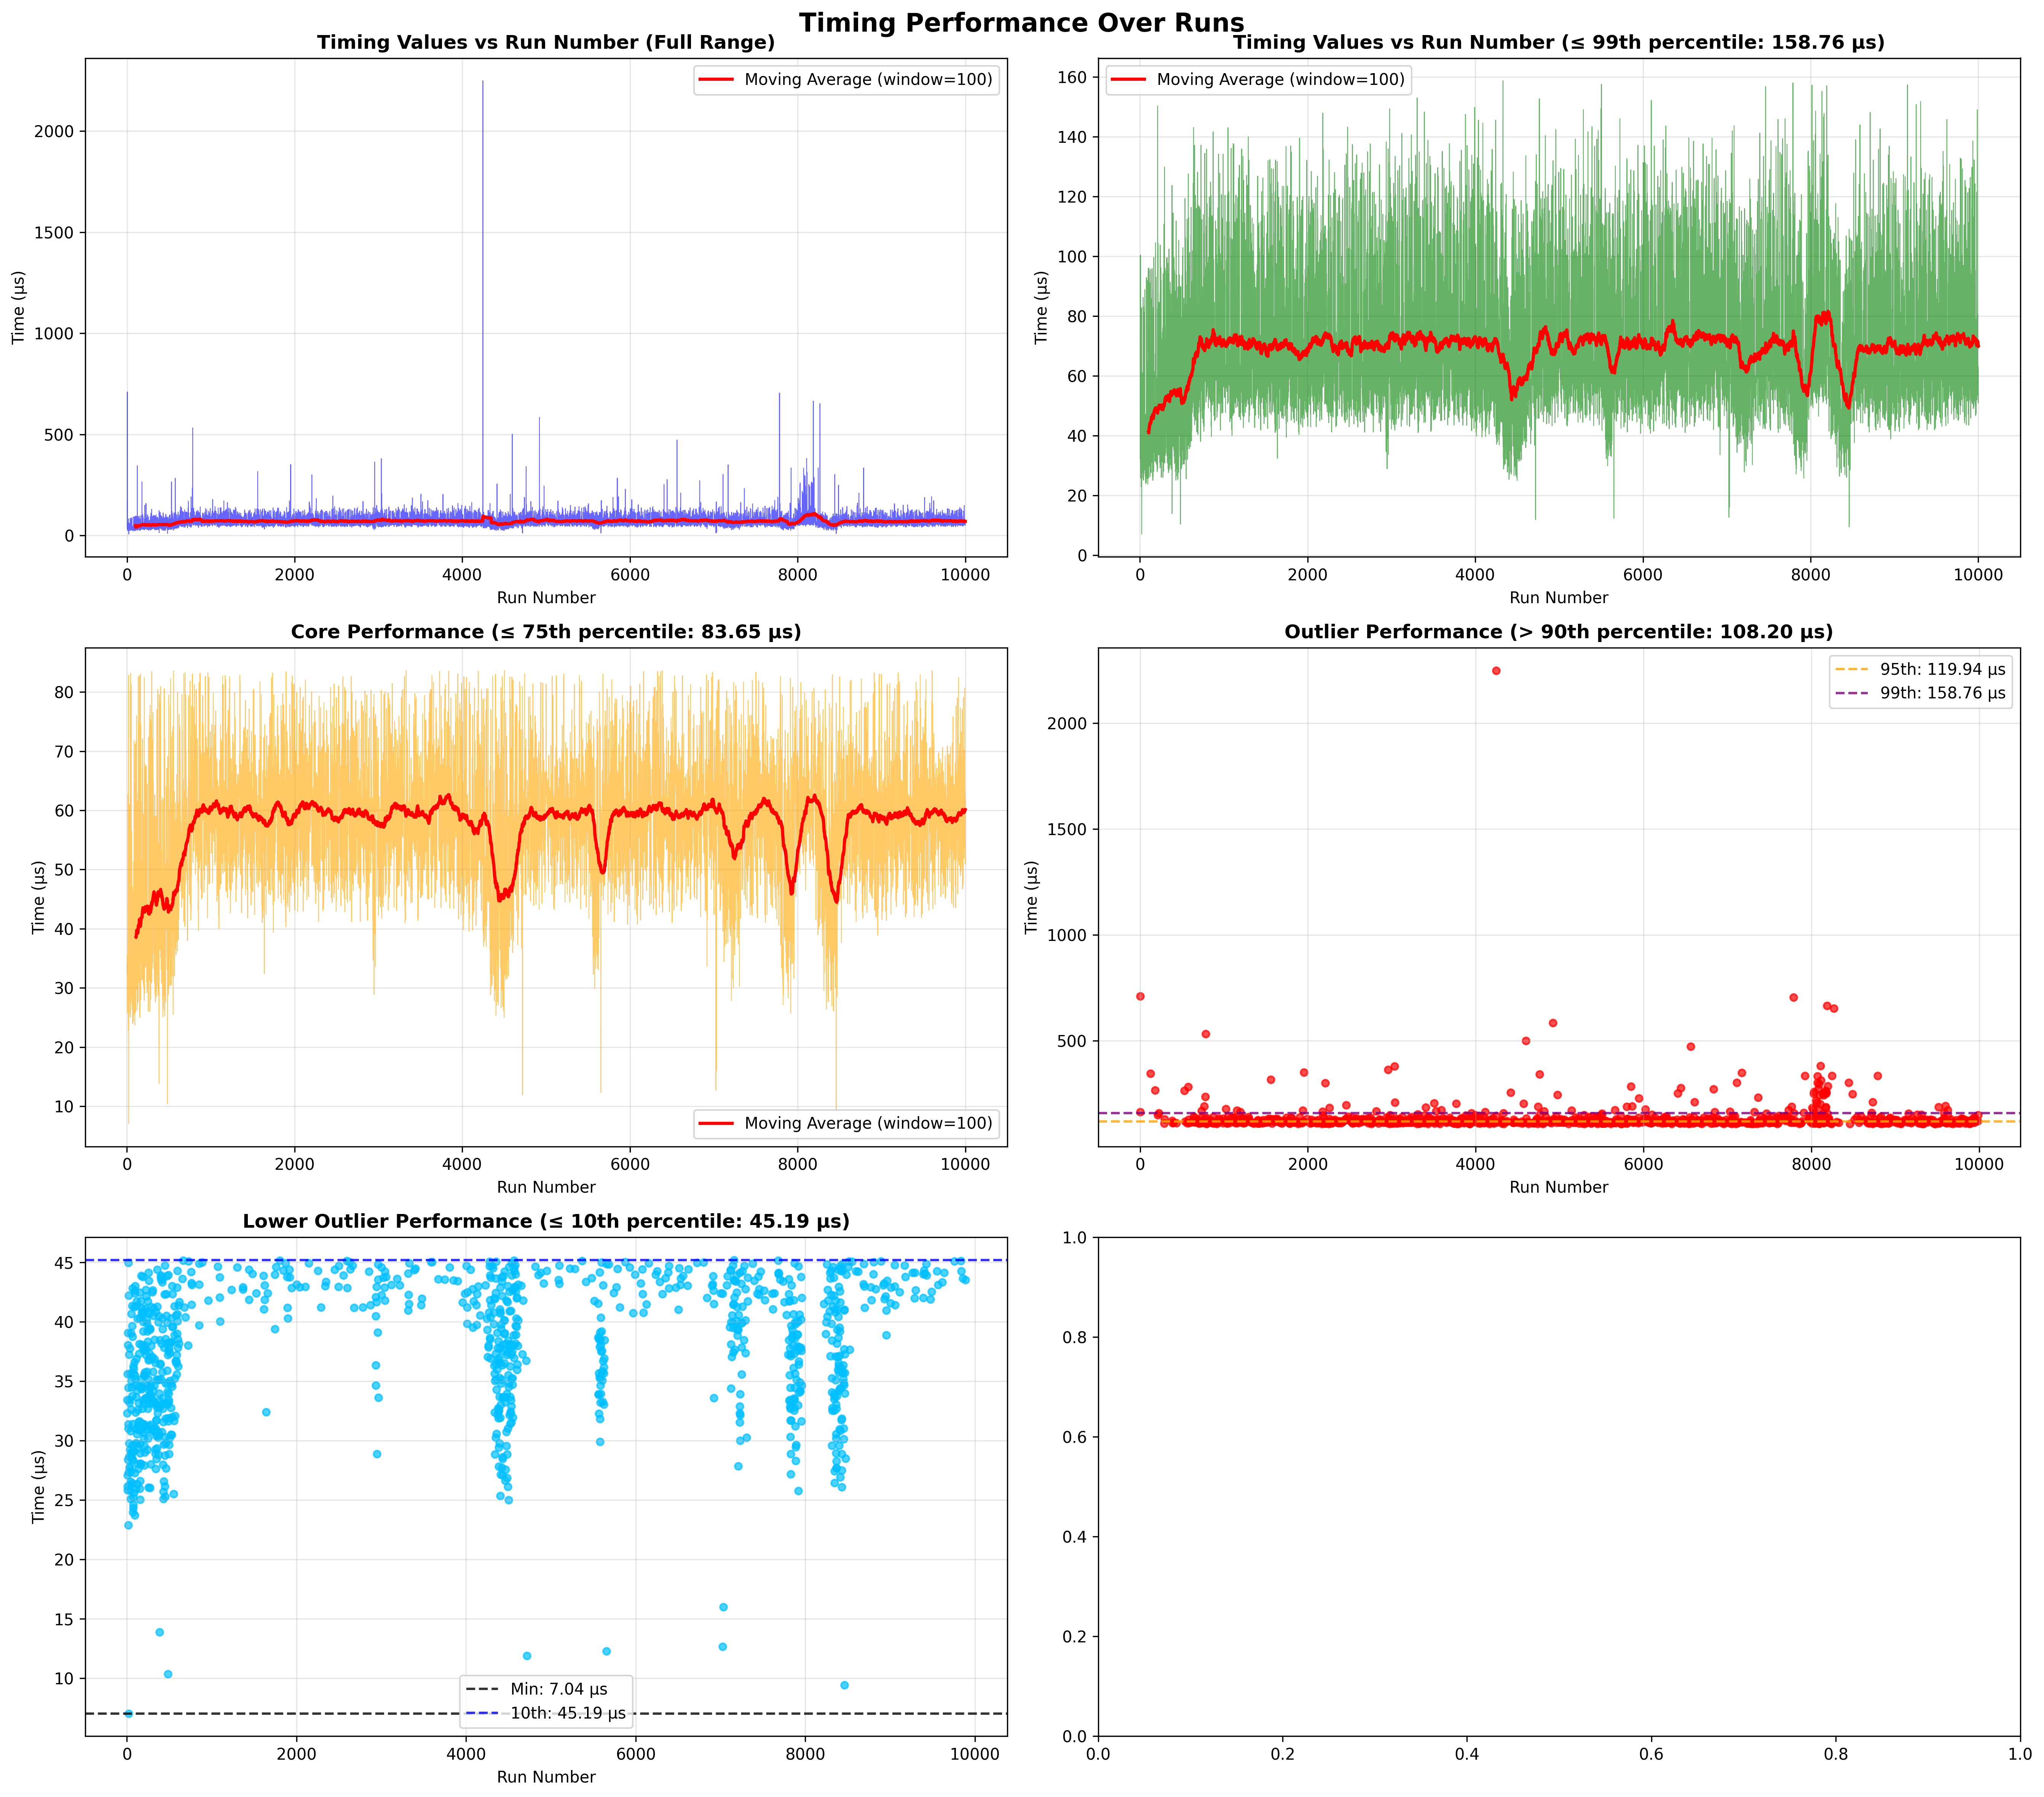 Timing Performance Over Runs
Timing Values vs Run Number (Full Range)
Moving Average (window=100)
Time (µs)
2000
1500
1000
500
0
0 2000 4000 6000 8000 10000
Run Number
Timing Values vs Run Number (≤ 99th percentile: 158.76 µs)
Moving Average (window=100)
Time (µs)
160
140
120
100
80
60
40
20
0
0 2000 4000 6000 8000 10000
Run Number
Core Performance (≤ 75th percentile: 83.65 µs)
Time (µs)
80
70
60
50
40
30
20
10
Moving Average (window=100)
0 2000 4000 6000 8000 10000
Run Number
Outlier Performance (> 90th percentile: 108.20 µs)
95th: 119.94 µs
99th: 158.76 µs
Time (µs)
2000
1500
1000
500
0 2000 4000 6000 8000 10000
Run Number
Lower Outlier Performance (≤ 10th percentile: 45.19 µs)
Time (µs)
45
40
35
30
25
20
15
10
Min: 7.04 µs
10th: 45.19 µs
0 2000 4000 6000 8000 10000
Run Number
1.0
0.8
0.6
0.4
0.2
0.0
0.0 0.2 0.4 0.6 0.8 1.0